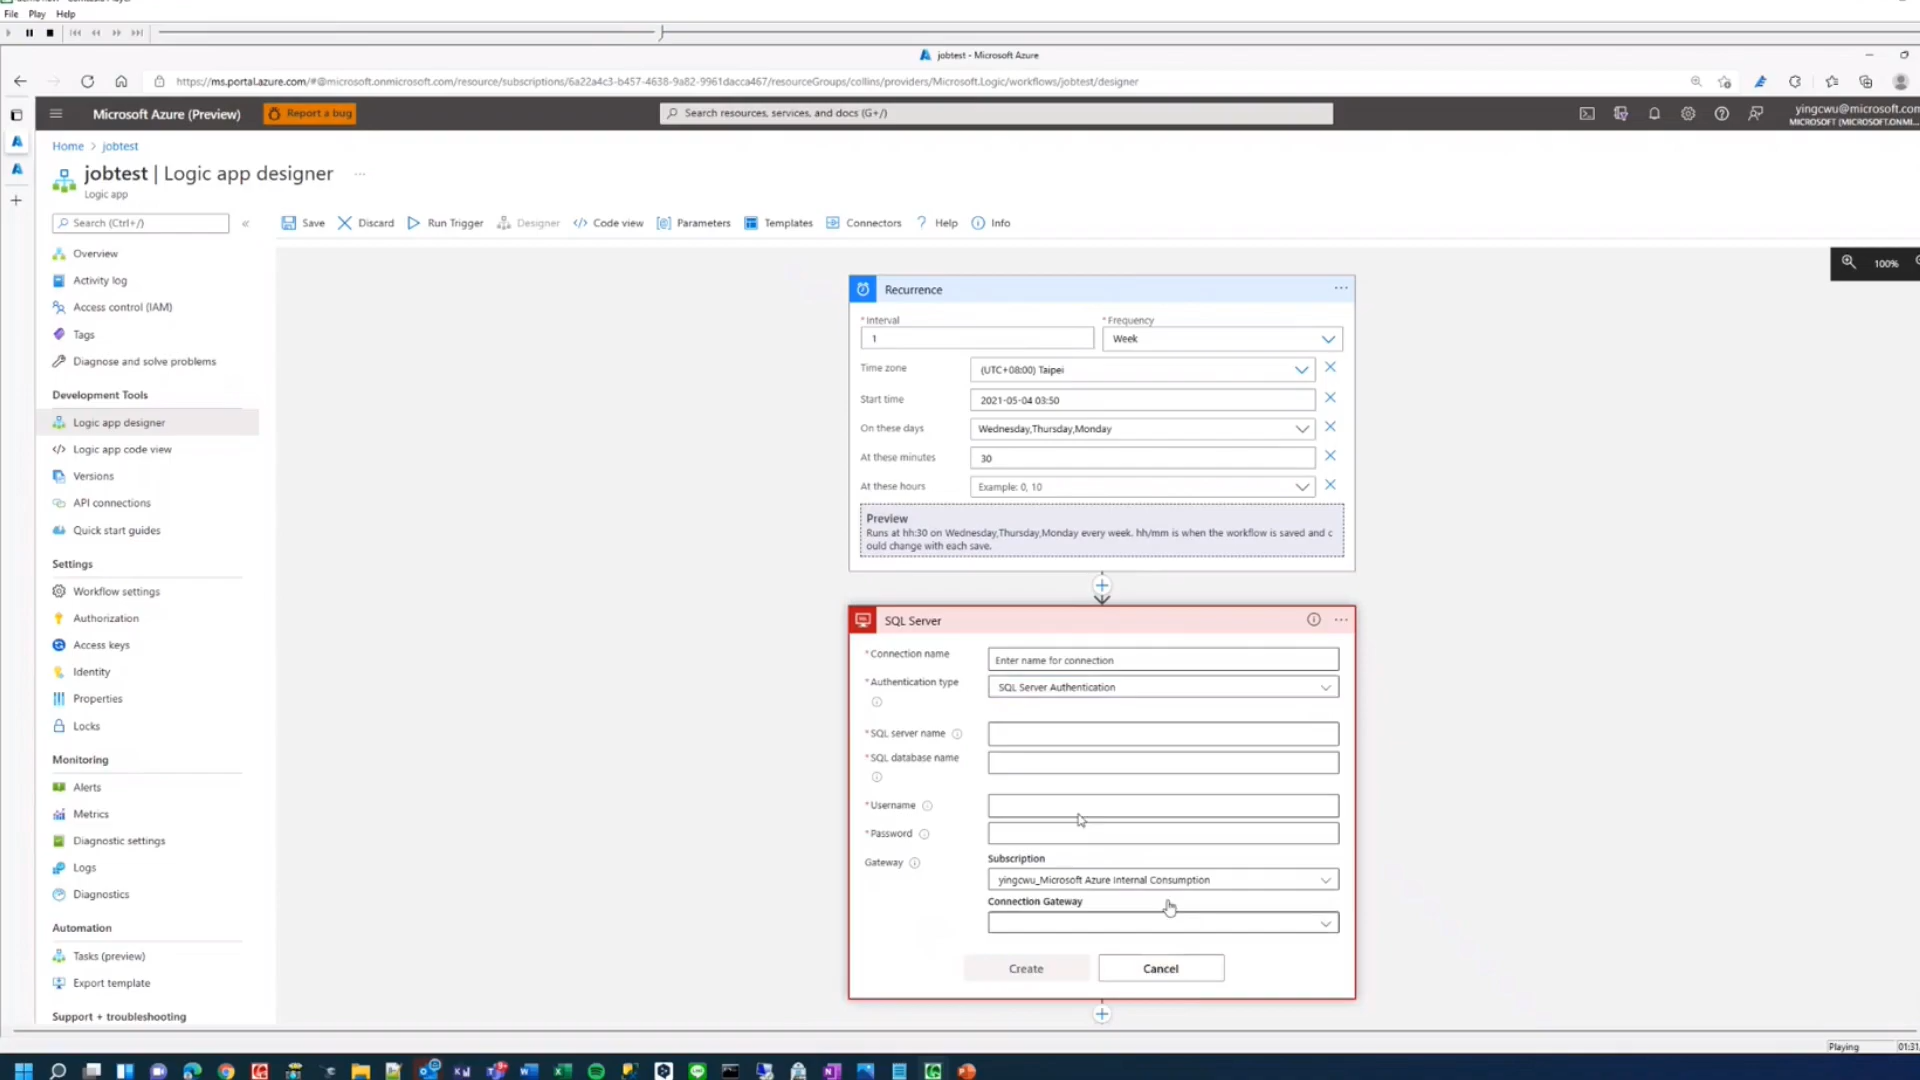 File Play Help
jobtest - Microsoft Azure
https://ms.portal.azure.com/#@microsoft.onmicrosoft.com/resource/subscriptions/6a22a4c3-b457-4638-9a82-9961dacca467/resourceGroups/collins/providers/Microsoft.Logic/workflows/jobtest/designer
Microsoft Azure (Preview)
Report a bug
Search resources, services, and docs (G+/)
yingcwu@microsoft.com
MICROSOFT (MICROSOFT.ONMI...
Home > jobtest
jobtest | Logic app designer ...
Logic app
Search (Ctrl+/) «
Save Discard Run Trigger Designer Code view Parameters Templates Connectors Help Info
Overview
Activity log
Access control (IAM)
Tags
Diagnose and solve problems
Development Tools
Logic app designer
Logic app code view
Versions
API connections
Quick start guides
Settings
Workflow settings
Authorization
Access keys
Identity
Properties
Locks
Monitoring
Alerts
Metrics
Diagnostic settings
Logs
Diagnostics
Automation
Tasks (preview)
Export template
Support + troubleshooting
100%
Recurrence ...
* Interval
1
* Frequency
Week
Time zone
(UTC+08:00) Taipei
Start time
2021-05-04 03:50
On these days
Wednesday,Thursday,Monday
At these minutes
30
At these hours
Example: 0, 10
Preview
Runs at hh:30 on Wednesday,Thursday,Monday every week. hh/mm is when the workflow is saved and c
ould change with each save.
SQL Server ...
* Connection name
Enter name for connection
* Authentication type
SQL Server Authentication
* SQL server name
* SQL database name
* Username
* Password
Gateway
Subscription
yingcwu_Microsoft Azure Internal Consumption
Connection Gateway
Create
Cancel
Playing